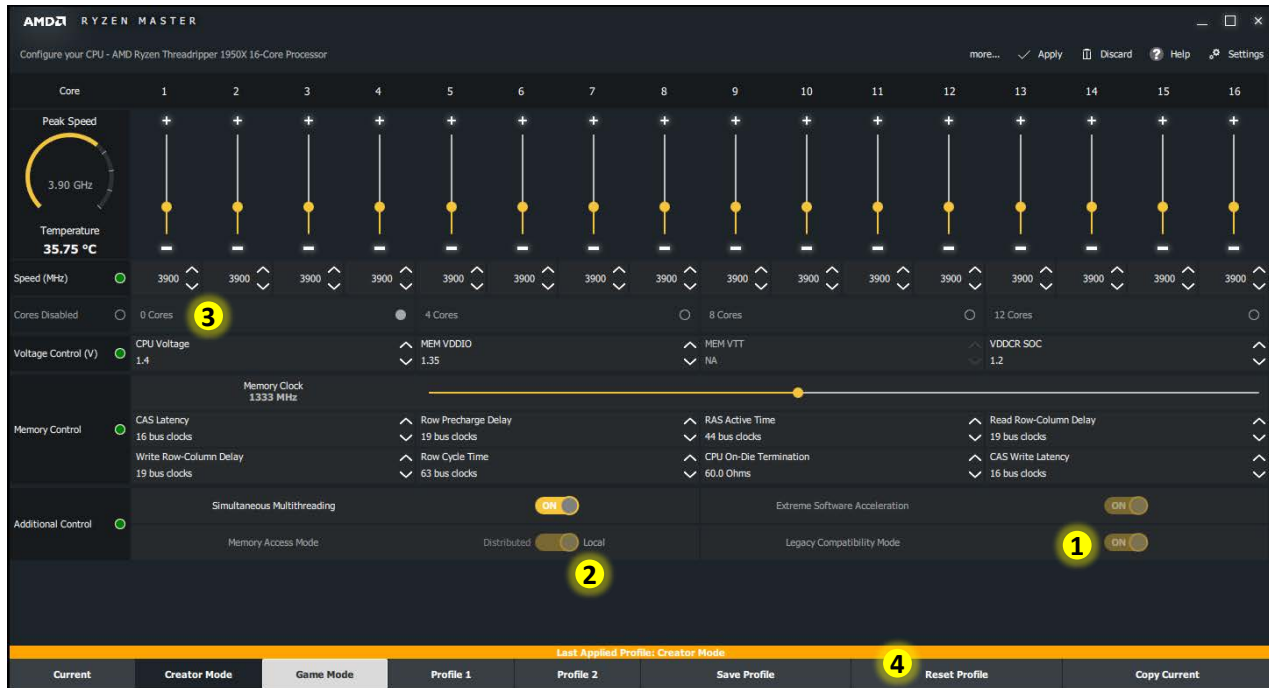 AMD RYZEN MASTER
Configure your CPU - AMD Ryzen Threadripper 1950X 16-Core Processor
more... Apply Discard ? Help Settings
Core 1 2 3 4 5 6 7 8 9 10 11 12 13 14 15 16
Peak Speed
3.90 GHz
Temperature
35.75 °C
Speed (MHz) 3900 3900 3900 3900 3900 3900 3900 3900 3900 3900 3900 3900 3900 3900 3900 3900
Cores Disabled 0 Cores 3 4 Cores 8 Cores 12 Cores
Voltage Control (V)
CPU Voltage MEM VDDIO MEM VTT VDDCR SOC
1.4 1.35 NA 1.2
Memory Clock
1333 MHz
Memory Control
CAS Latency Row Precharge Delay RAS Active Time Read Row-Column Delay
16 bus clocks 19 bus clocks 44 bus clocks 19 bus clocks
Write Row-Column Delay Row Cycle Time CPU On-Die Termination CAS Write Latency
19 bus clocks 63 bus clocks 60.0 Ohms 16 bus clocks
Additional Control
Simultaneous Multithreading ON Extreme Software Acceleration ON
Memory Access Mode Distributed Local Legacy Compatibility Mode 1 ON
2
Last Applied Profile: Creator Mode
Current Creator Mode Game Mode Profile 1 Profile 2 Save Profile 4 Reset Profile Copy Current